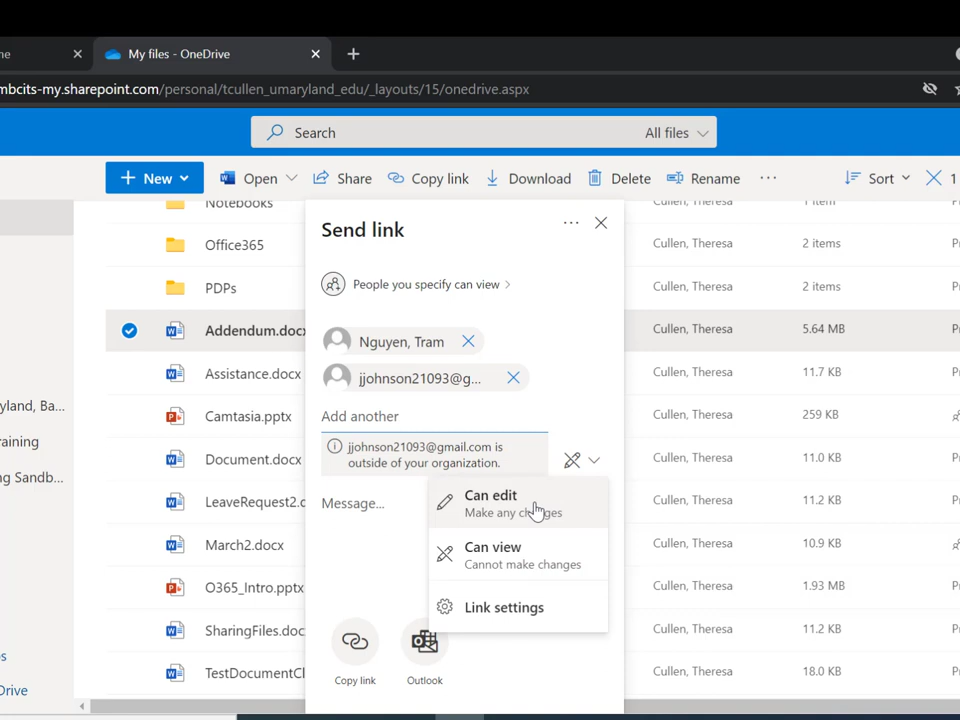 ne
My files - OneDrive
mbcits-my.sharepoint.com/personal/tcullen_umaryland_edu/_layouts/15/onedrive.aspx
Search All files
New Open Share Copy link Download Delete Rename ··· Sort 1
Notebooks Cullen, Theresa 1 item
Office365 Cullen, Theresa 2 items
PDPs Cullen, Theresa 2 items
Addendum.docx Cullen, Theresa 5.64 MB
Assistance.docx Cullen, Theresa 11.7 KB
Camtasia.pptx Cullen, Theresa 259 KB
Document.docx Cullen, Theresa 11.0 KB
LeaveRequest2.d Cullen, Theresa 11.2 KB
March2.docx Cullen, Theresa 10.9 KB
O365_Intro.pptx Cullen, Theresa 1.93 MB
SharingFiles.doc Cullen, Theresa 11.2 KB
TestDocumentCl Cullen, Theresa 18.0 KB
yland, Ba...
raining
ng Sandb...
s
Drive
Send link ···
People you specify can view
Nguyen, Tram
jjohnson21093@g...
Add another
jjohnson21093@gmail.com is
outside of your organization.
Message...
Can edit
Make any changes
Can view
Cannot make changes
Link settings
Copy link Outlook